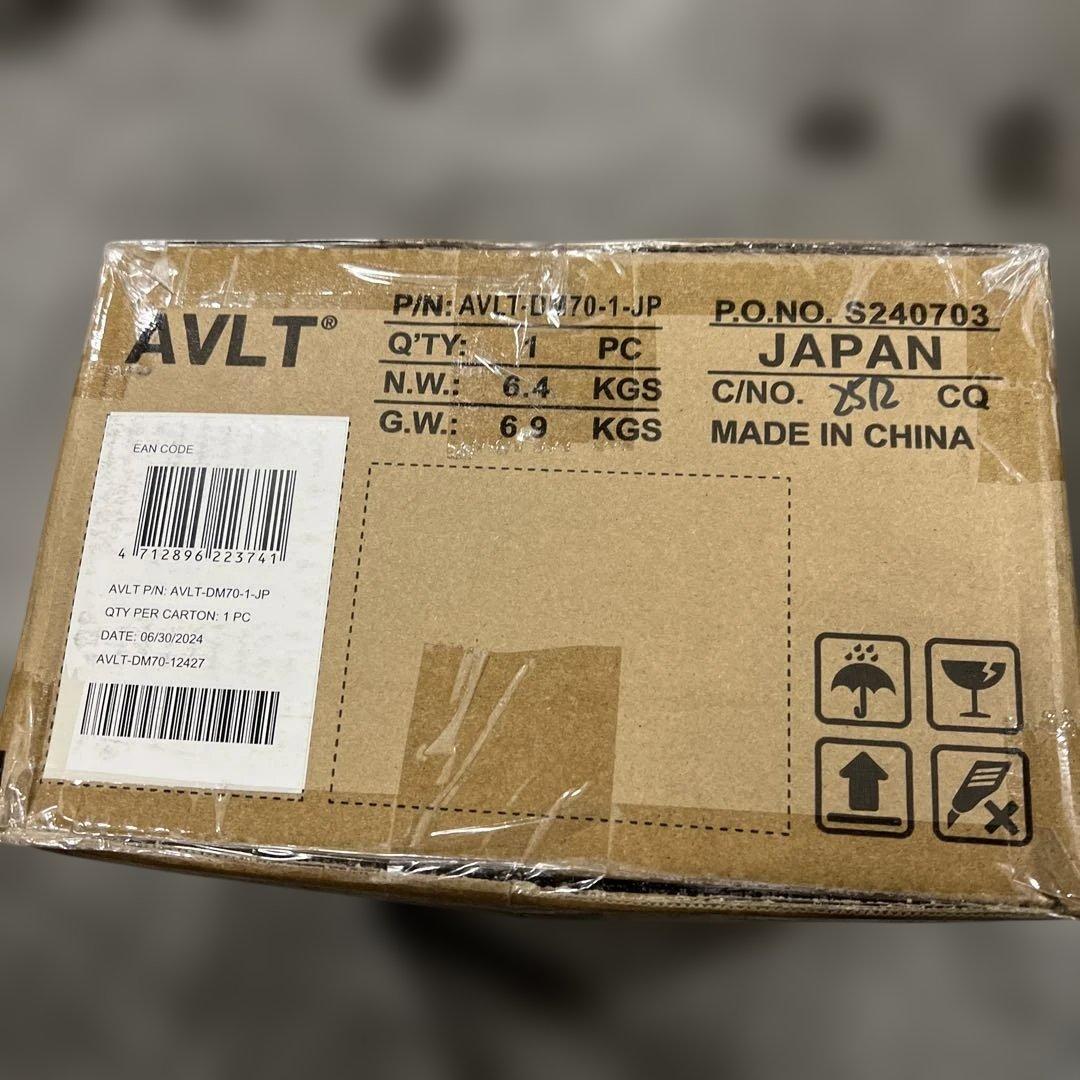 AVLT®
P/N: AVLT-DM70-1-JP
Q'TY: 1 PC
N.W.: 6.4 KGS
G.W.: 6.9 KGS
P.O.NO. S240703
JAPAN
C/NO. CQ
MADE IN CHINA
EAN CODE
4 712896 223741
AVLT P/N: AVLT-DM70-1-JP
QTY PER CARTON: 1 PC
DATE: 06/30/2024
AVLT-DM70-12427